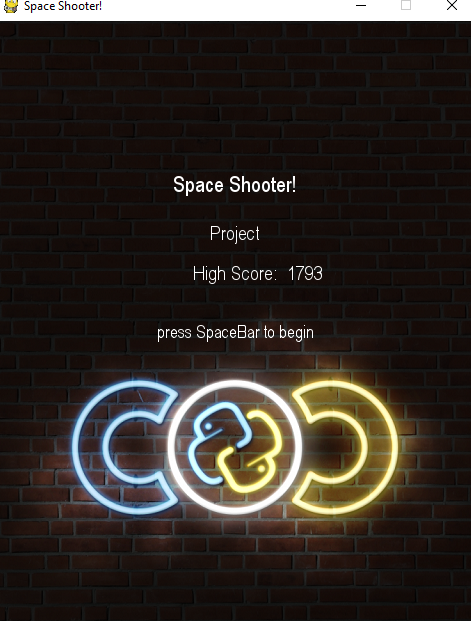 Space Shooter!
Space Shooter!
Project
High Score: 1793
press SpaceBar to begin